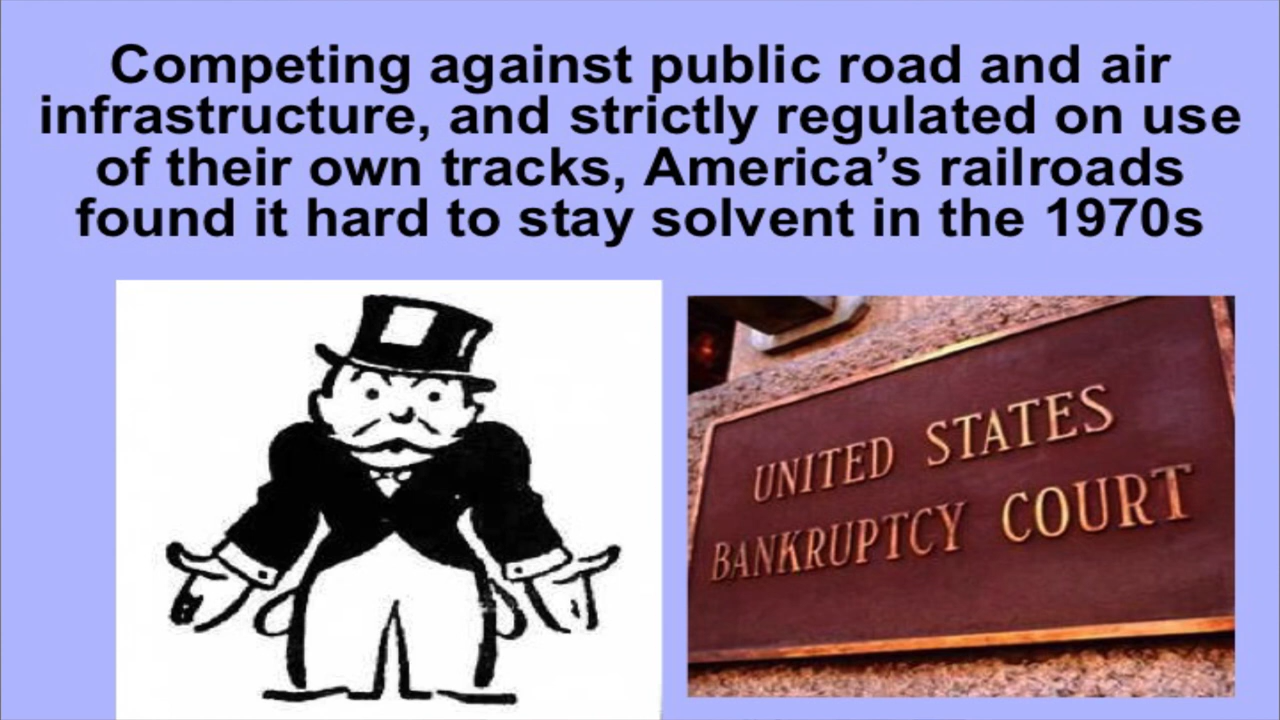 Competing against public road and air
infrastructure, and strictly regulated on use
of their own tracks, America’s railroads
found it hard to stay solvent in the 1970s
UNITED STATES
BANKRUPTCY COURT